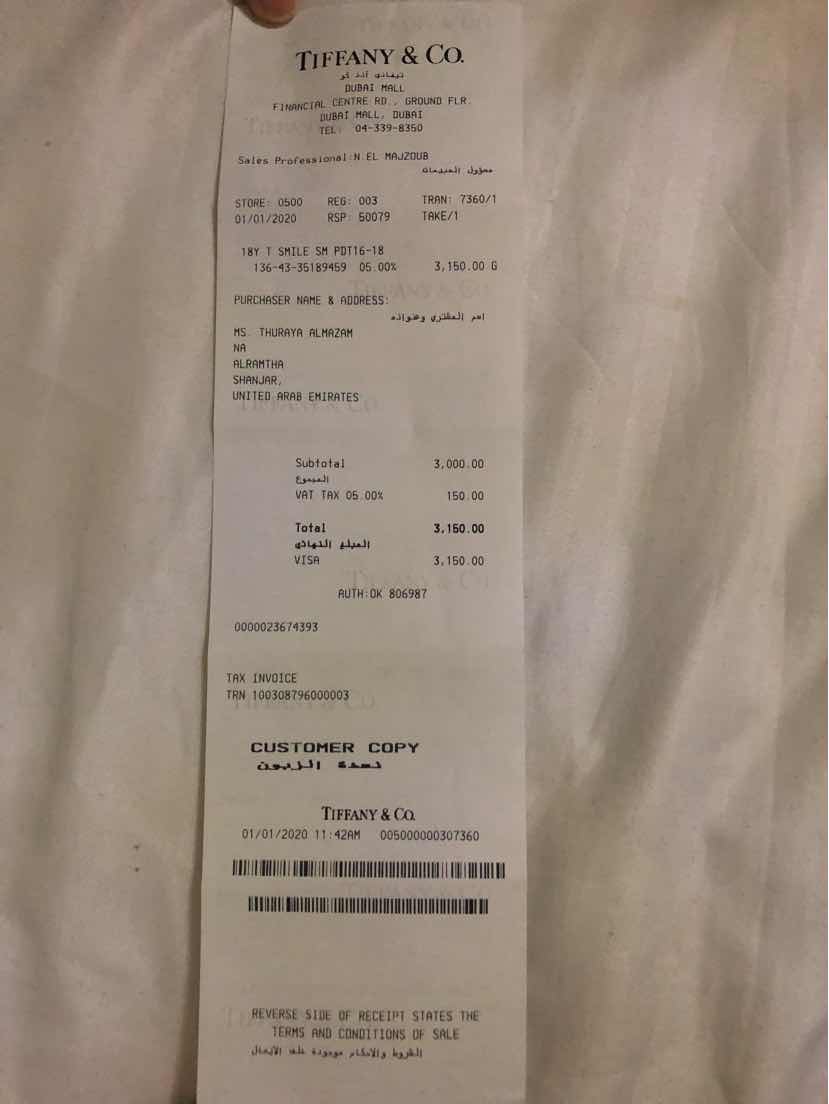 TIFFANY & CO.
تيفاني أند كو
DUBAI MALL
FINANCIAL CENTRE RD., GROUND FLR.
DUBAI MALL, DUBAI
TEL: 04-339-8350
Sales Professional:N.EL MAJZOUB
مسؤول المبيعات
STORE: 0500 REG: 003 TRAN: 7360/1
01/01/2020 RSP: 50079 TAKE/1
18Y T SMILE SM PDT16-18
136-43-35189459 05.00% 3,150.00 G
PURCHASER NAME & ADDRESS:
اسم المشتري وعنوانه
MS. THURAYA ALMAZAM
NA
ALRAMTHA
SHANJAR,
UNITED ARAB EMIRATES
Subtotal 3,000.00
المجموع
VAT TAX 05.00% 150.00
Total 3,150.00
المبلغ النهائي
VISA 3,150.00
AUTH:OK 806987
0000023674393
TAX INVOICE
TRN 100308796000003
CUSTOMER COPY
نسخة الزبون
TIFFANY & CO.
01/01/2020 11:42AM 005000000307360
REVERSE SIDE OF RECEIPT STATES THE
TERMS AND CONDITIONS OF SALE
الشروط والأحكام موجودة خلف الإيصال